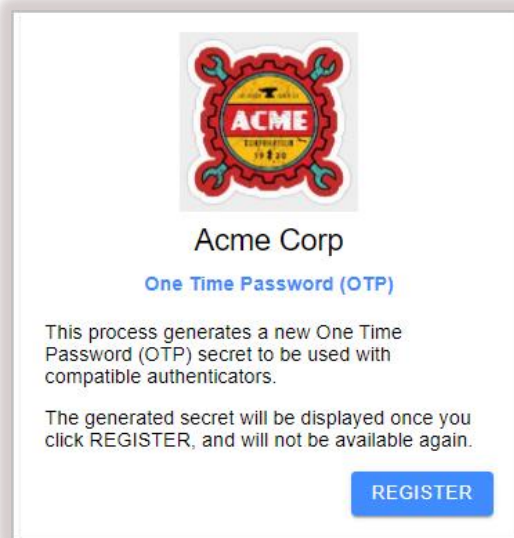 ACME
CORPORATION
1920
Acme Corp
One Time Password (OTP)
This process generates a new One Time
Password (OTP) secret to be used with
compatible authenticators.
The generated secret will be displayed once you
click REGISTER, and will not be available again.
REGISTER